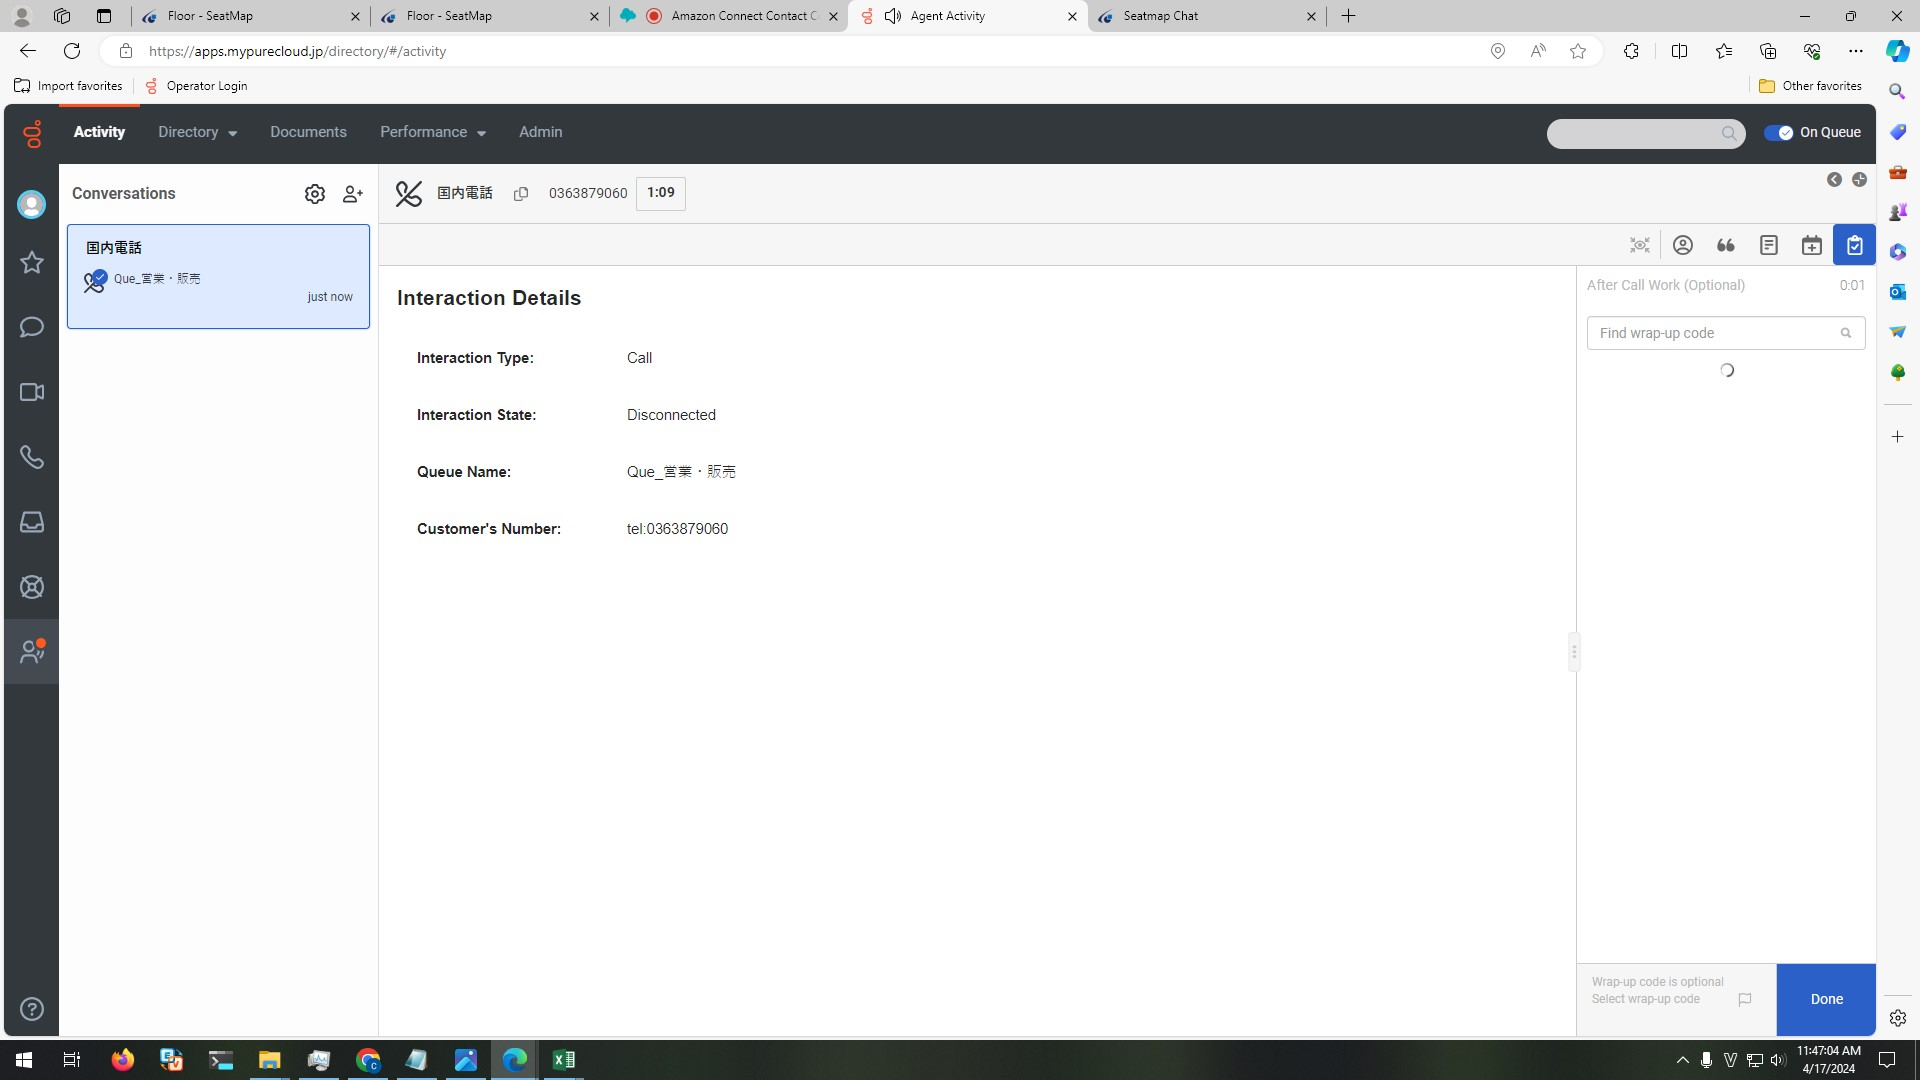 Floor - SeatMap
Floor - SeatMap
Amazon Connect Contact C
Agent Activity
Seatmap Chat
https://apps.mypurecloud.jp/directory/#/activity
Import favorites
Operator Login
Other favorites
Activity
Directory
Documents
Performance
Admin
On Queue
Conversations
国内電話
0363879060
1:09
国内電話
Que_営業・販売
just now
Interaction Details
After Call Work (Optional)
0:01
Find wrap-up code
Interaction Type:
Call
Interaction State:
Disconnected
Queue Name:
Que_営業・販売
Customer's Number:
tel:0363879060
Wrap-up code is optional
Select wrap-up code
Done
11:47:04 AM
4/17/2024